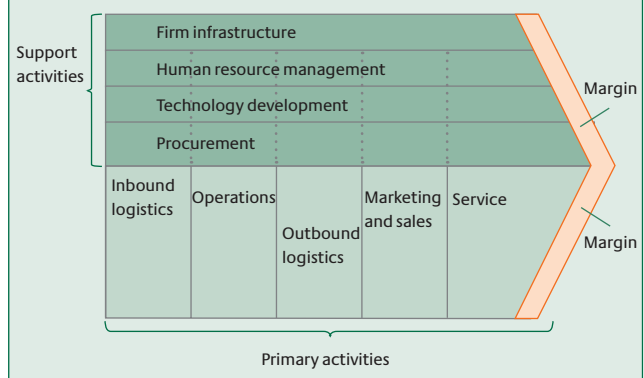 Firm infrastructure
Support
activities
Human resource management
Technology development
Procurement
Margin
Inbound
logistics
Operations
Outbound
logistics
Marketing
and sales
Service
Margin
Primary activities